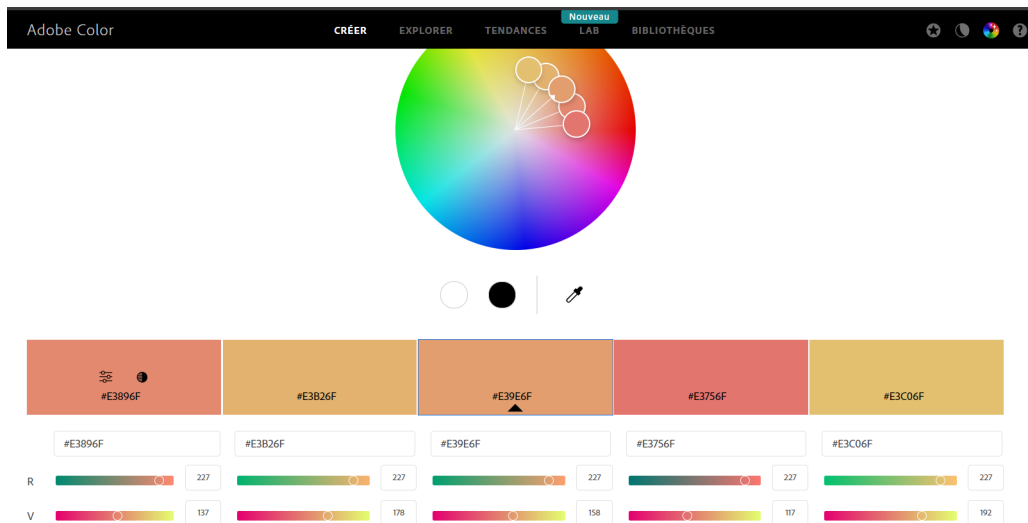 Nouveau
Adobe Color CRÉER EXPLORER TENDANCES LAB BIBLIOTHÈQUES ?
#E3896F #E3B26F #E39E6F #E3756F #E3C06F
#E3896F #E3B26F #E39E6F #E3756F #E3C06F
R 227 227 227 227 227
V 137 178 158 117 192